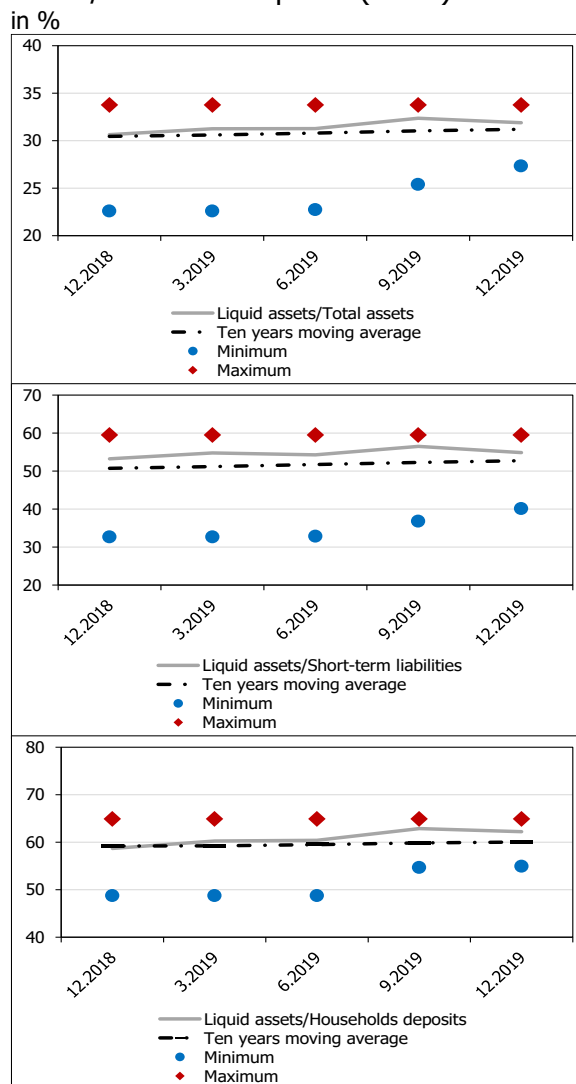 in %
40
35
30
25
20
12.2018
3.2019
6.2019
9.2019
12.2019
Liquid assets/Total assets
Ten years moving average
Minimum
Maximum
70
60
50
40
30
20
12.2018
3.2019
6.2019
9.2019
12.2019
Liquid assets/Short-term liabilities
Ten years moving average
Minimum
Maximum
80
70
60
50
40
12.2018
3.2019
6.2019
9.2019
12.2019
Liquid assets/Households deposits
Ten years moving average
Minimum
Maximum